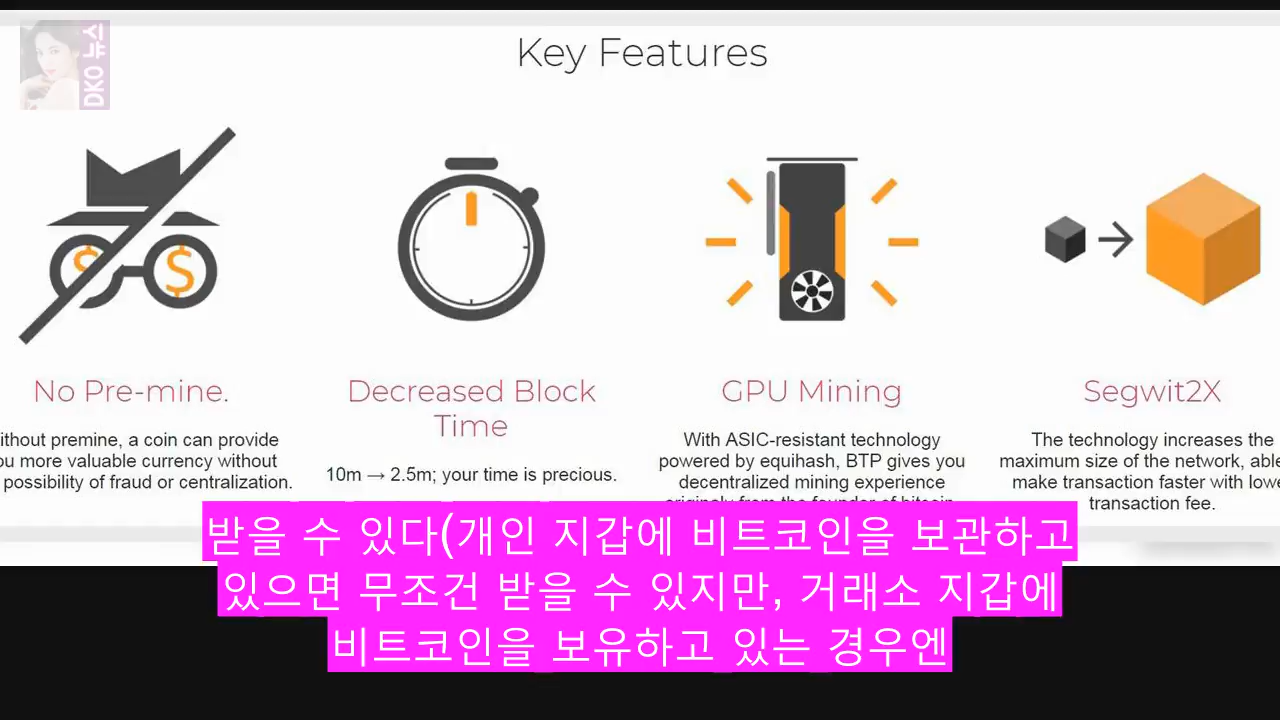 DKO 뉴스
Key Features
No Pre-mine.
ithout premine, a coin can provide
ou more valuable currency without
possibility of fraud or centralization.
Decreased Block
Time
10m → 2.5m; your time is precious.
GPU Mining
With ASIC-resistant technology
powered by equihash, BTP gives you
decentralized mining experience
originaly from the founder of bitcoin
Segwit2X
The technology increases the
maximum size of the network, able
make transaction faster with lowe
transaction fee.
받을 수 있다(개인 지갑에 비트코인을 보관하고
있으면 무조건 받을 수 있지만, 거래소 지갑에
비트코인을 보유하고 있는 경우엔